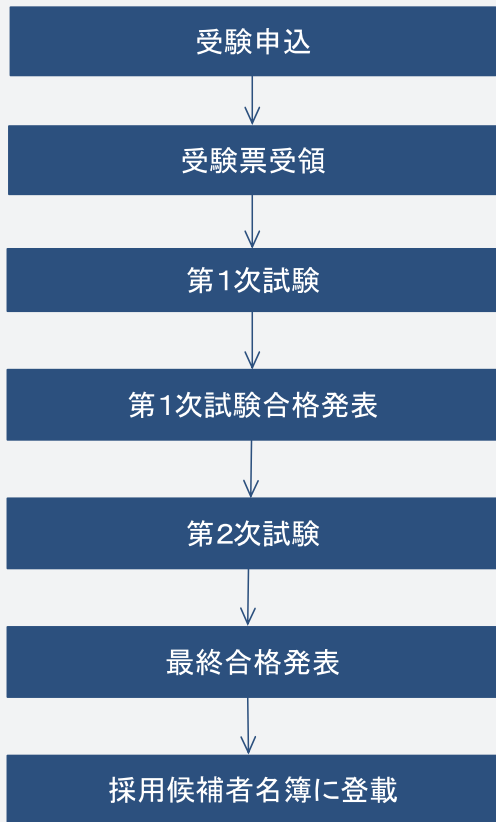 受験申込
受験票受領
第1次試験
第1次試験合格発表
第2次試験
最終合格発表
採用候補者名簿に登載